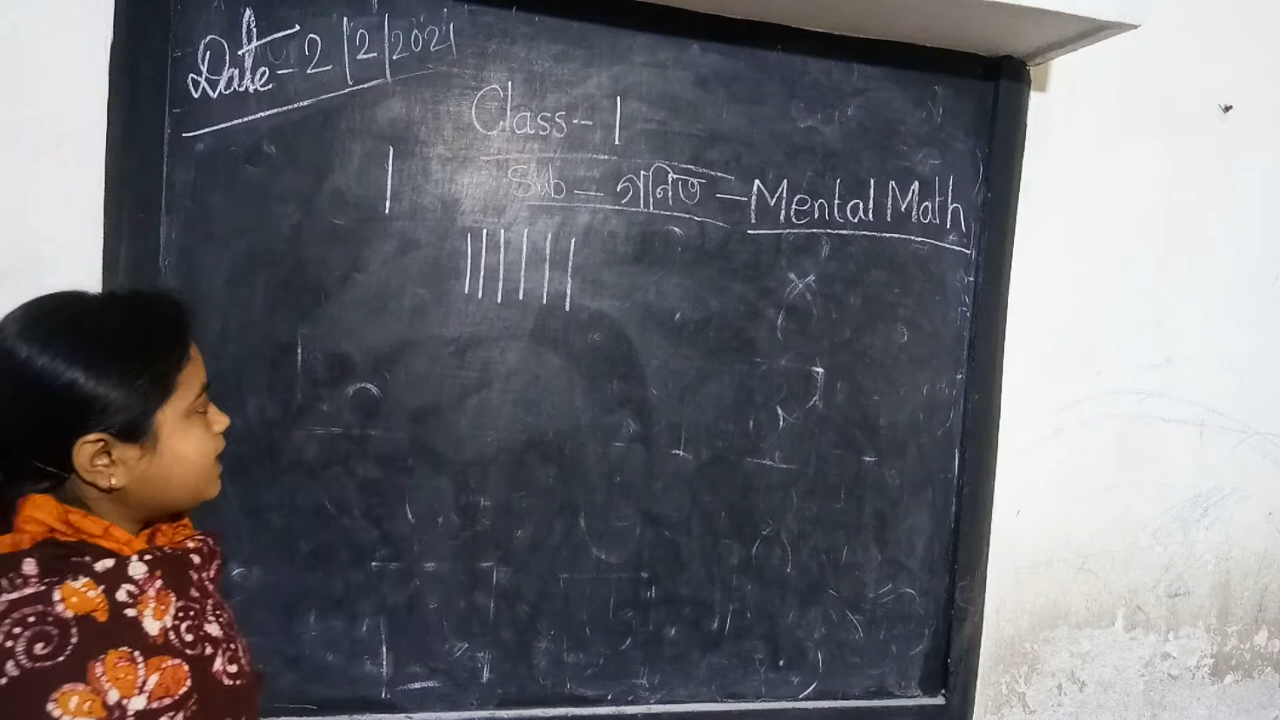 Date - 2/2/2021
Class - 1
Sub - গনিত - Mental Math
|
||||||